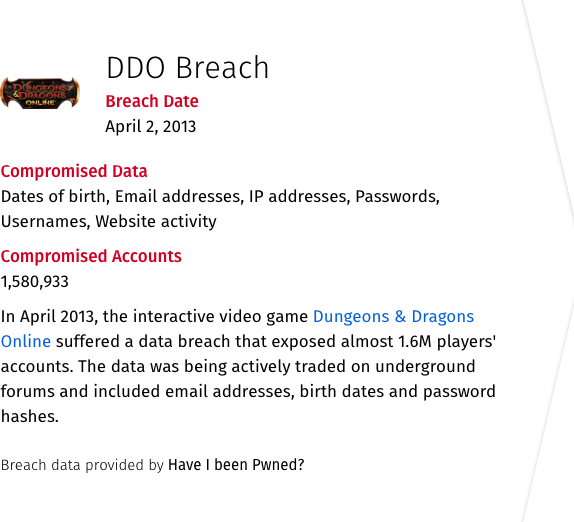 DDO Breach
DUNGEONS
& DRAGONS
ONLINE
Breach Date
April 2, 2013
Compromised Data
Dates of birth, Email addresses, IP addresses, Passwords,
Usernames, Website activity
Compromised Accounts
1,580,933
In April 2013, the interactive video game Dungeons & Dragons
Online suffered a data breach that exposed almost 1.6M players'
accounts. The data was being actively traded on underground
forums and included email addresses, birth dates and password
hashes.
Breach data provided by Have I been Pwned?